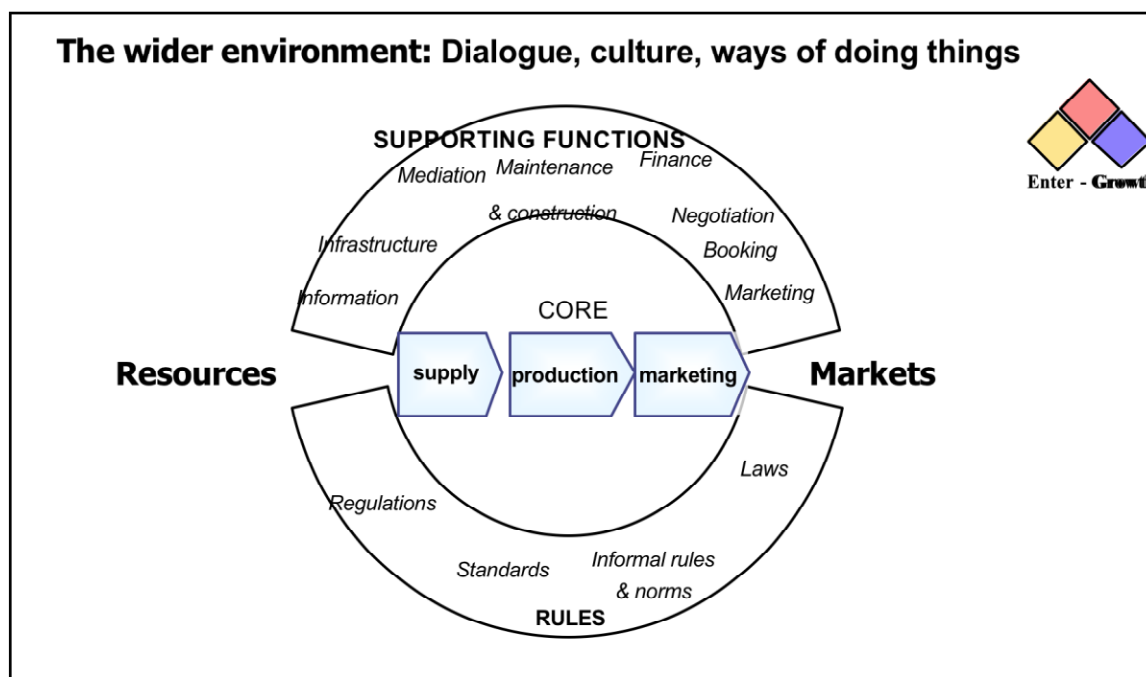 The wider environment: Dialogue, culture, ways of doing things
SUPPORTING FUNCTIONS
Mediation
Maintenance
& construction
Finance
Enter - Growth
Negotiation
Booking
Marketing
Infrastructure
Information
CORE
Resources
supply
production
marketing
Markets
Laws
Regulations
Standards
Informal rules
& norms
RULES